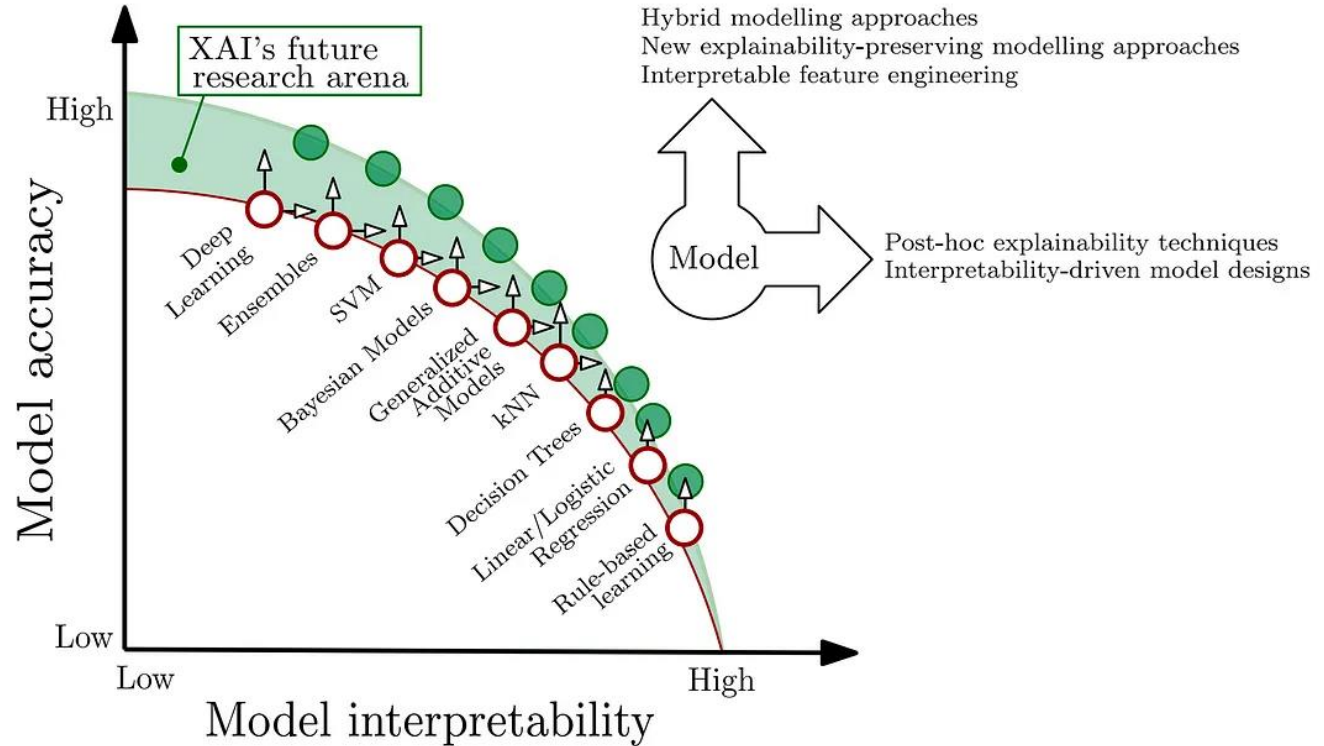 XAI's future
research arena
Hybrid modelling approaches
New explainability-preserving modelling approaches
Interpretable feature engineering
Model
Post-hoc explainability techniques
Interpretability-driven model designs
High
Model accuracy
Low
Deep
Learning
Ensembles
SVM
Bayesian Models
Generalized
Additive
Models
kNN
Decision Trees
Linear/Logistic
Regression
Rule-based
learning
Low
High
Model interpretability